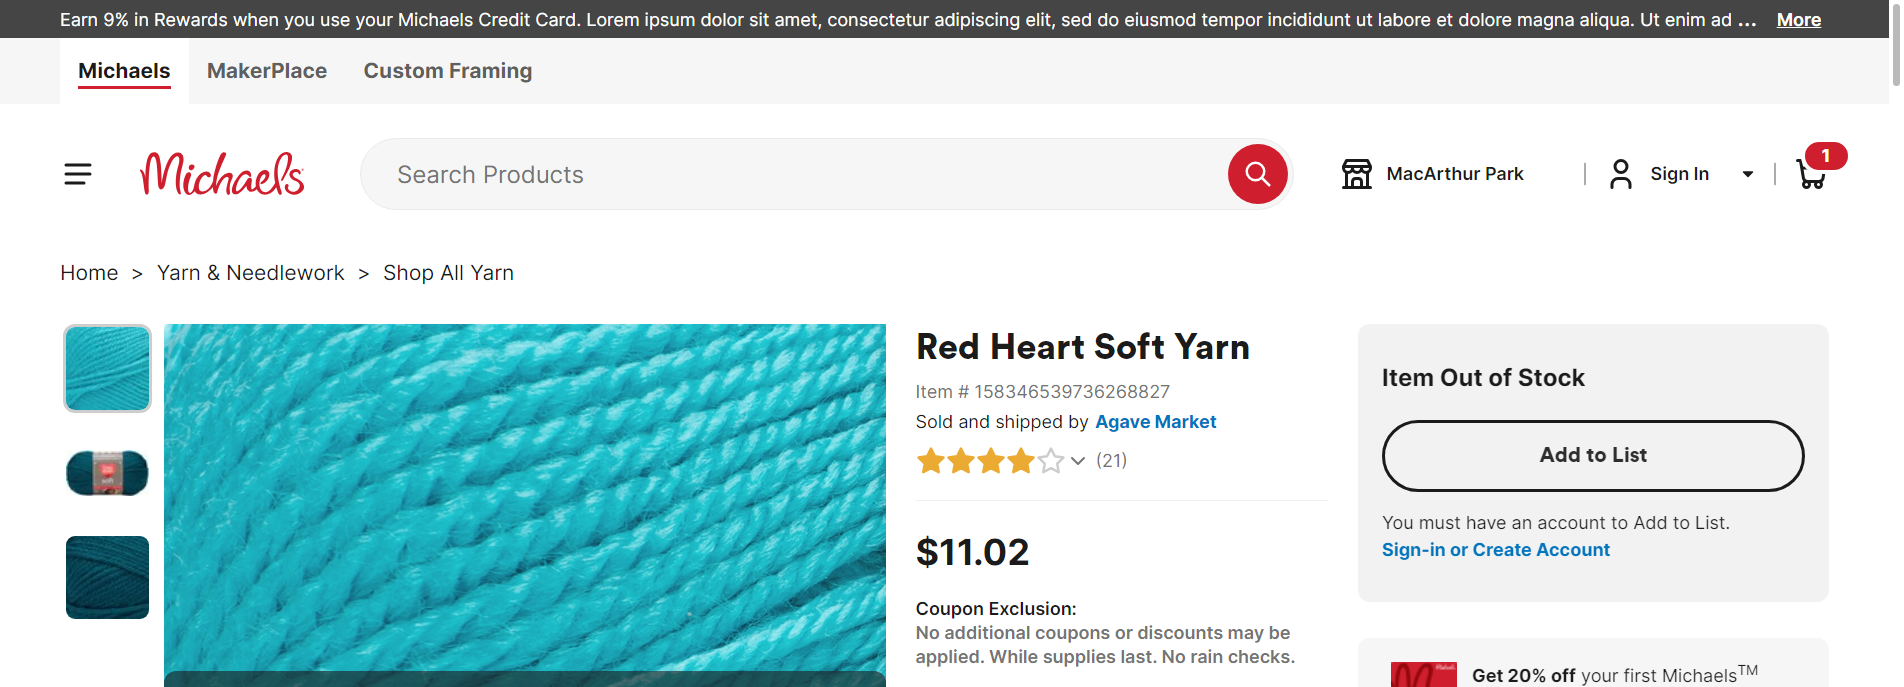 Earn 9% in Rewards when you use your Michaels Credit Card. Lorem ipsum dolor sit amet, consectetur adipiscing elit, sed do eiusmod tempor incididunt ut labore et dolore magna aliqua. Ut enim ad ... More
Michaels MakerPlace Custom Framing
Michaels Search Products MacArthur Park Sign In 1
Home > Yarn & Needlework > Shop All Yarn
Red Heart Soft Yarn
Item # 158346539736268827
Sold and shipped by Agave Market
(21)
$11.02
Coupon Exclusion:
No additional coupons or discounts may be
applied. While supplies last. No rain checks.
Item Out of Stock
Add to List
You must have an account to Add to List.
Sign-in or Create Account
Get 20% off your first Michaels™